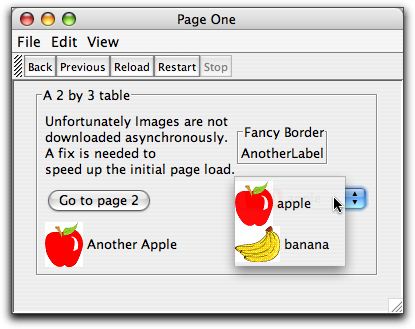 Page One
File Edit View
Back Previous Reload Restart Stop
A 2 by 3 table
Unfortunately Images are not
downloaded asynchronously.
A fix is needed to
speed up the initial page load.
Fancy Border
AnotherLabel
Go to page 2
apple
Another Apple
banana